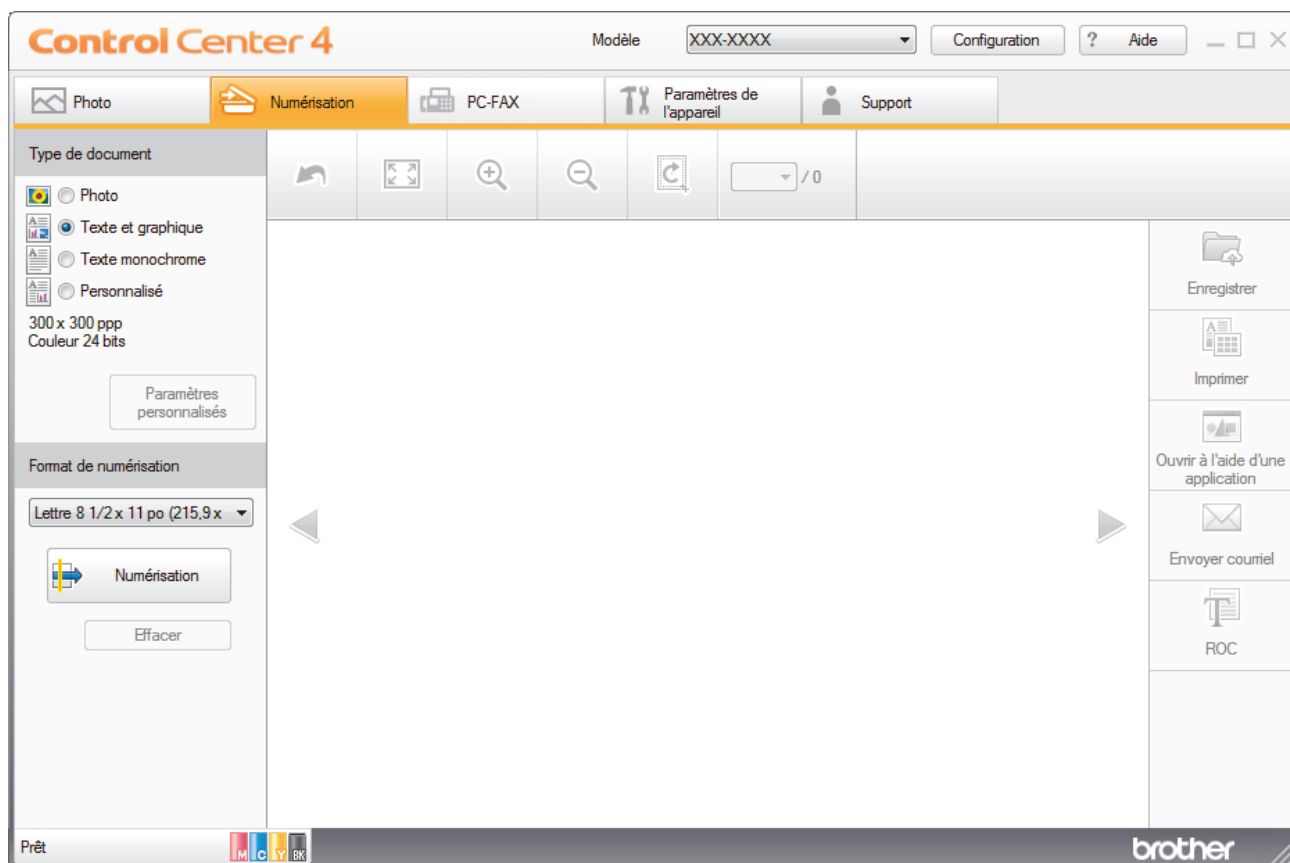 Control Center 4
Modèle
XXX-XXXX
Configuration
? Aide
Photo
Numérisation
PC-FAX
Paramètres de
l'appareil
Support
Type de document
Photo
Texte et graphique
Texte monochrome
Personnalisé
300 x 300 ppp
Couleur 24 bits
Paramètres
personnalisés
Format de numérisation
Lettre 8 1/2 x 11 po (215,9 x
Numérisation
Effacer
/ 0
Enregistrer
Imprimer
Ouvrir à l'aide d'une
application
Envoyer courriel
ROC
Prêt
M C Y BK
brother